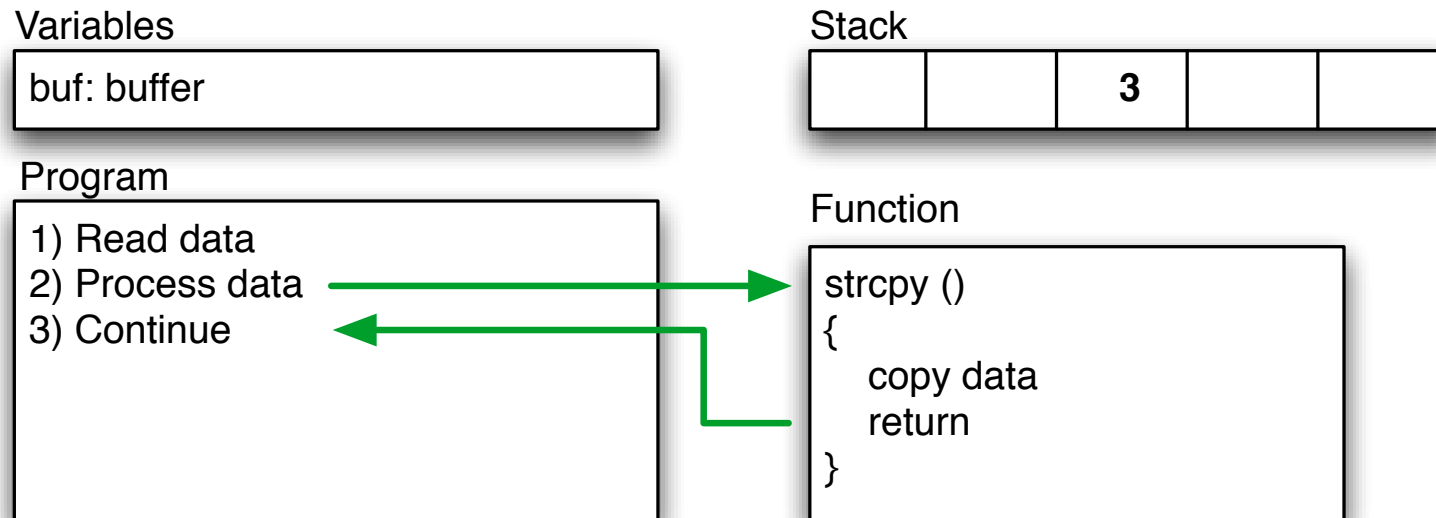 Variables
buf: buffer
Stack
3
Program
1) Read data
2) Process data
3) Continue
Function
strcpy ()
{
copy data
return
}